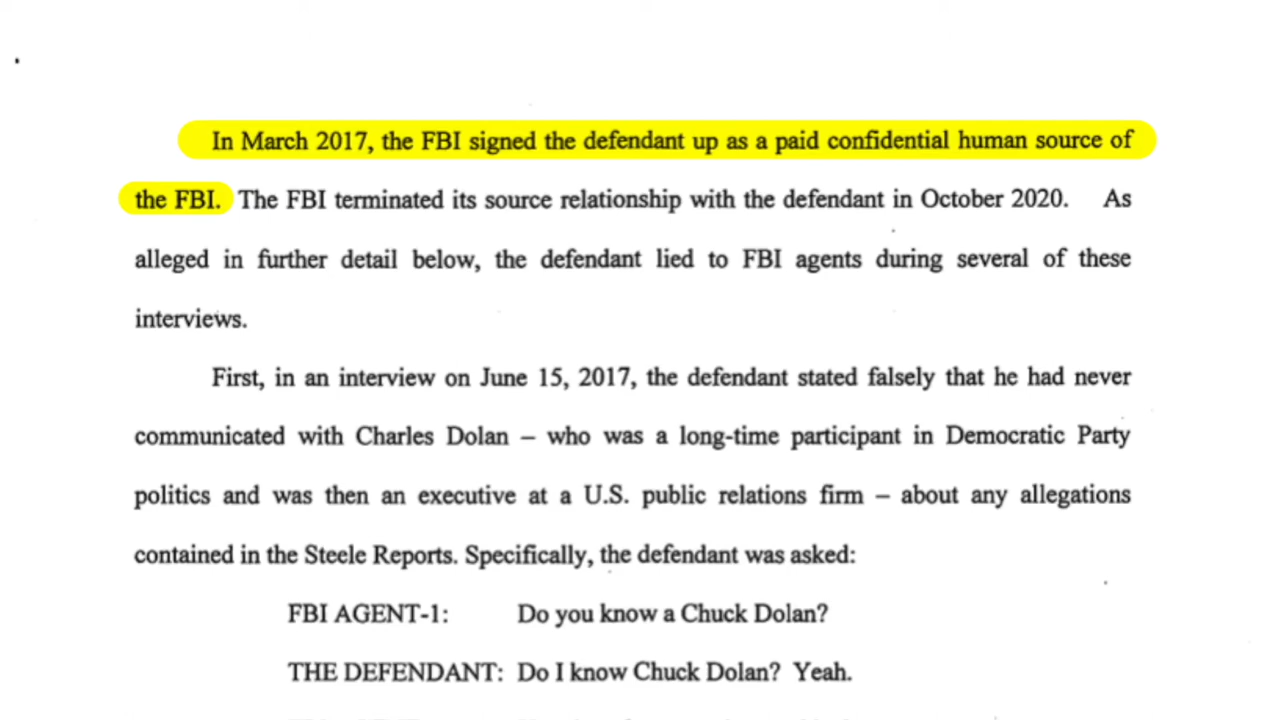 In March 2017, the FBI signed the defendant up as a paid confidential human source of
the FBI. The FBI terminated its source relationship with the defendant in October 2020. As
alleged in further detail below, the defendant lied to FBI agents during several of these
interviews.
First, in an interview on June 15, 2017, the defendant stated falsely that he had never
communicated with Charles Dolan – who was a long-time participant in Democratic Party
politics and was then an executive at a U.S. public relations firm – about any allegations
contained in the Steele Reports. Specifically, the defendant was asked:
FBI AGENT-1: Do you know a Chuck Dolan?
THE DEFENDANT: Do I know Chuck Dolan? Yeah.